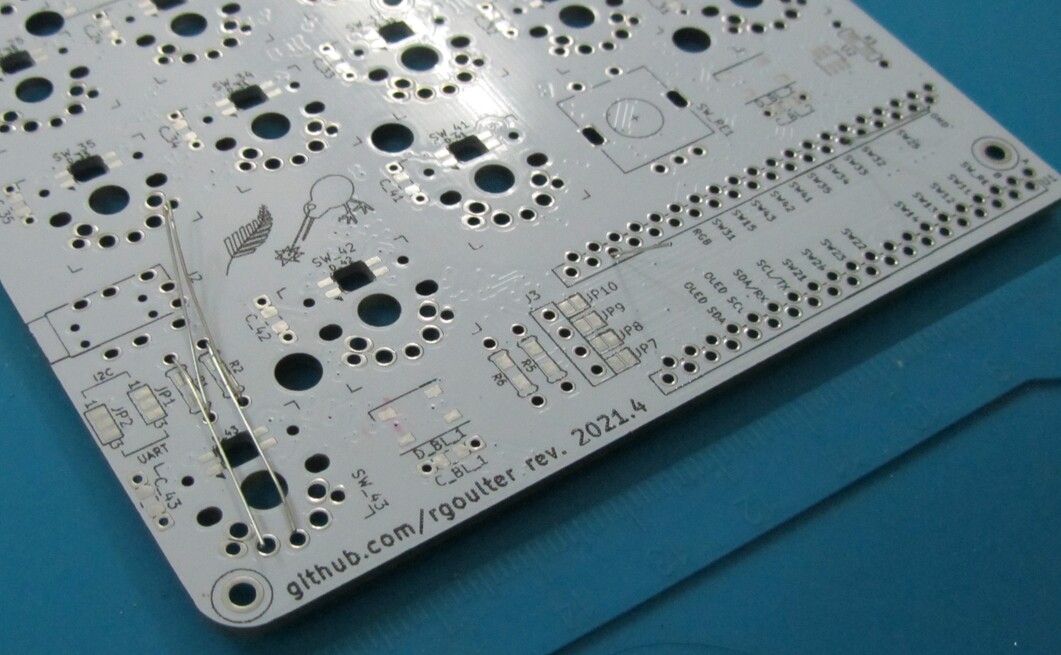 SW_34
C_34
SW_35
SW_41
C_41
SW_RE1
SW_42
D_42
C_42
J2
R2
I2C
JP1
JP2
UART
SW_43
C_43
R6
R5
J3
JP10
JP9
JP8
JP7
D_BL_1
C_BL_1
GND
SW25
SW32
SW33
SW34
SW35
SW41
SW42
SW43
SW15
SW31
RGB
SW11
SW12
SW13
SW14
SW22
SW23
SW24
SW21
SCL/TX
SDA/RX
OLED SCL
OLED SDA
github.com/rgoulter rev. 2021.4